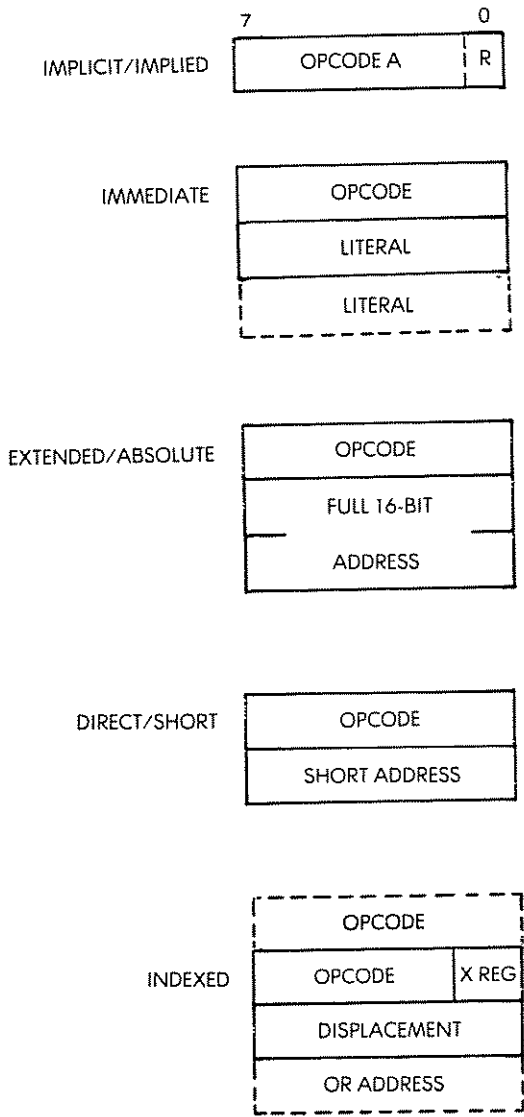 7 0
IMPLICIT/IMPLIED OPCODE A R
IMMEDIATE OPCODE
LITERAL
LITERAL
EXTENDED/ABSOLUTE OPCODE
FULL 16-BIT
ADDRESS
DIRECT/SHORT OPCODE
SHORT ADDRESS
OPCODE
INDEXED OPCODE X REG
DISPLACEMENT
OR ADDRESS